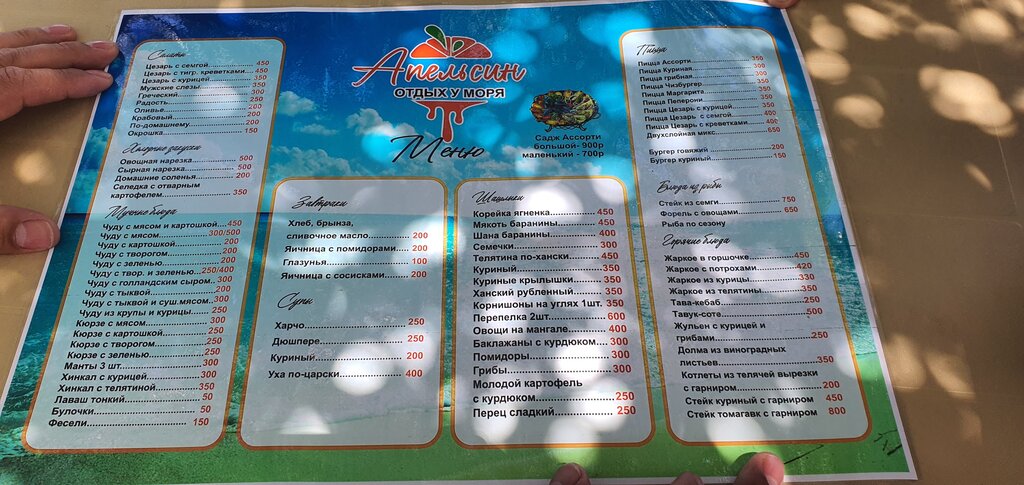 Салаты
Цезарь с семгой 450
Цезарь с тигр. креветками 450
Цезарь с курицей 350
Мужские слезы 350
Греческий 300
Радость 250
Оливье 200
Крабовый 200
По-домашнему 200
Окрошка 150
Холодные закуски
Овощная нарезка 500
Сырная нарезка 500
Домашние соленья 200
Селедка с отварным
картофелем 350
Мучные блюда
Чуду с мясом и картошкой 450
Чуду с мясом 300/500
Чуду с картошкой 200
Чуду с творогом 200
Чуду с зеленью 200
Чуду с твор. и зеленью 250/400
Чуду с голландским сыром 300
Чуду с тыквой 200
Чуду с тыквой и суш.мясом 300
Чуду из крупы и курицы 250
Кюрзе с мясом 300
Кюрзе с картошкой 250
Кюрзе с творогом 250
Кюрзе с зеленью 250
Манты 3 шт. 300
Хинкал с курицей 300
Хинкал с телятиной 350
Лаваш тонкий 50
Булочки 50
Фесели 150
Апельсин
ОТДЫХ У МОРЯ
Меню
Садж Ассорти
большой- 900р
маленький - 700р
Завтраки
Хлеб, брынза,
сливочное масло 200
Яичница с помидорами 200
Глазунья 100
Яичница с сосисками 200
Супы
Харчо 250
Дюшпере 250
Куриный 200
Уха по-царски 400
Шашлыки
Корейка ягненка 450
Мякоть баранины 450
Шана баранины 400
Семечки 300
Телятина по-хански 450
Куриный 350
Куриные крылышки 350
Ханский рубленный 350
Корнишоны на углях 1шт. 350
Перепелка 2шт. 600
Овощи на мангале 400
Баклажаны с курдюком 300
Помидоры 300
Грибы 300
Молодой картофель
с курдюком 250
Перец сладкий 250
Пицца
Пицца Ассорти 350
Пицца Куриная 300
Пицца грибная 300
Пицца Чизбургер 350
Пицца Маргарита 300
Пицца Пеперони 350
Пицца Цезарь с курицей 350
Пицца Цезарь с семгой 400
Пицца Цезарь с креветками 400
Двухслойная микс 650
Бургер говяжий 200
Бургер куриный 150
Блюда из рыбы
Стейк из семги 750
Форель с овощами 650
Рыба по сезону
Горячие блюда
Жаркое в горшочке 450
Жаркое с потрохами 420
Жаркое из курицы 330
Жаркое из телятины 350
Тава-кебаб 250
Тавук-соте 500
Жульен с курицей и
грибами 250
Долма из виноградных
листьев 350
Котлеты из телячей вырезки
с гарниром 200
Стейк куриный с гарниром 450
Стейк томагавк с гарниром 800